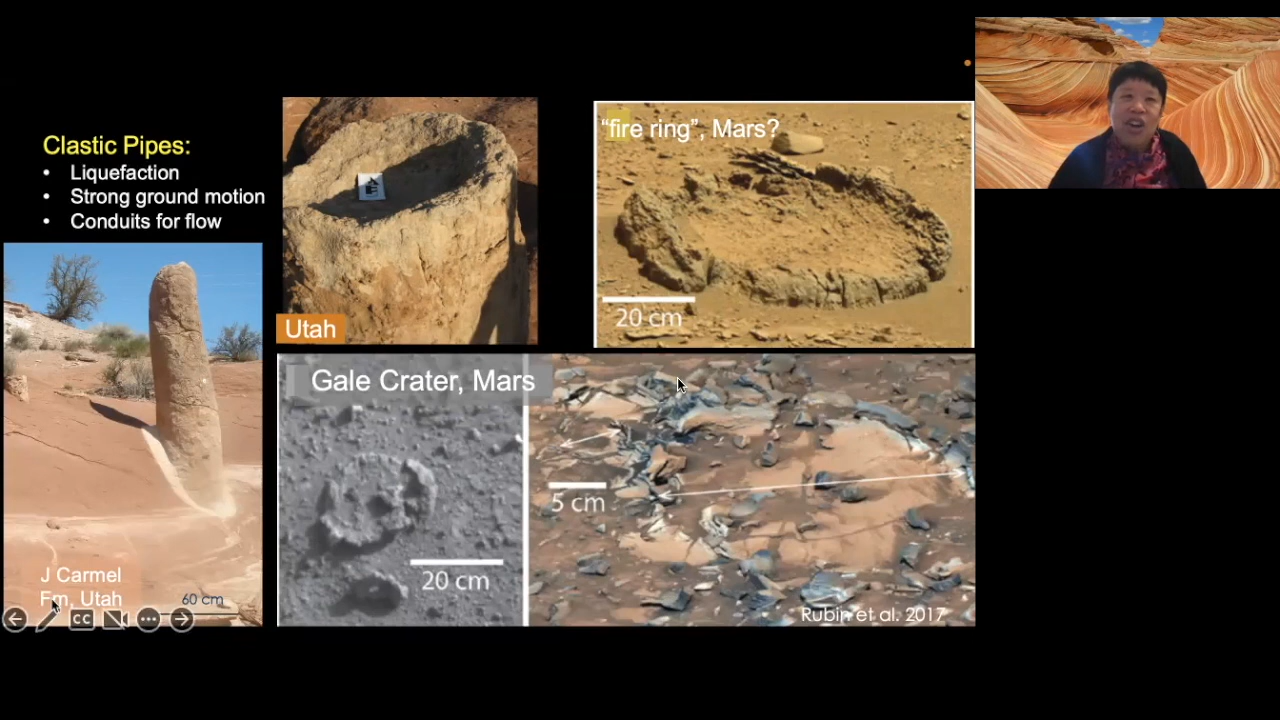 Clastic Pipes:
• Liquefaction
• Strong ground motion
• Conduits for flow
J Carmel
Fm, Utah
60 cm
Utah
"fire ring", Mars?
20 cm
Gale Crater, Mars
20 cm
5 cm
Rubin et al. 2017
CC